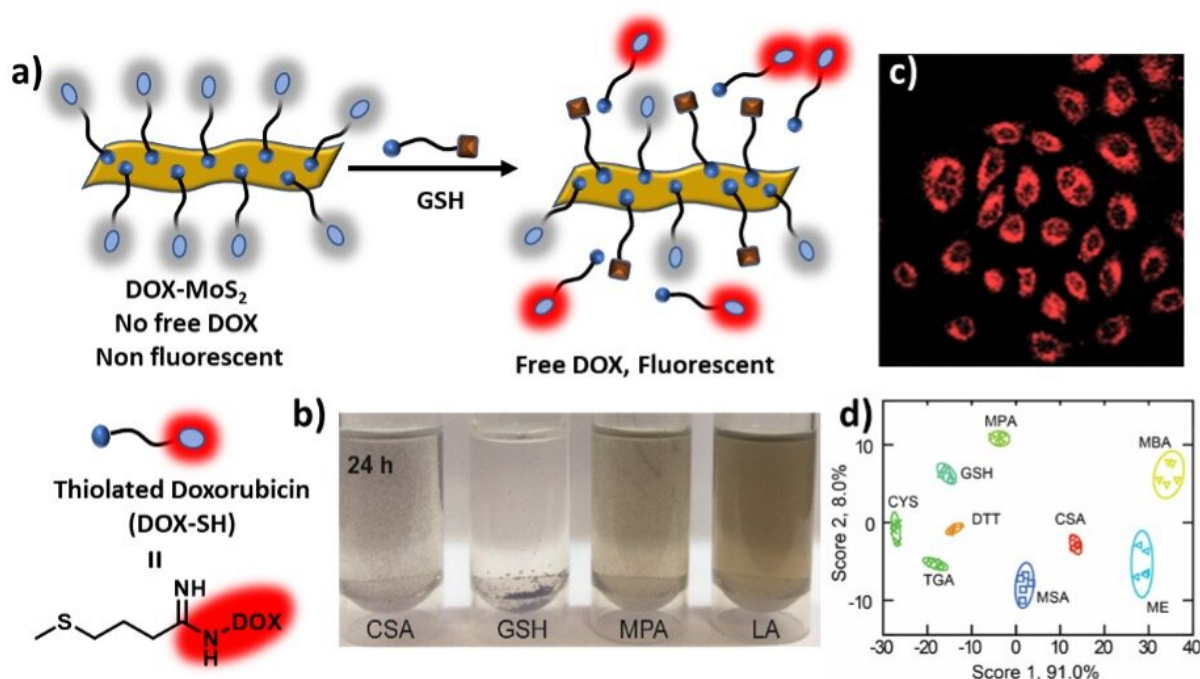 a)
GSH
DOX-MoS₂
No free DOX
Non fluorescent
Free DOX, Fluorescent
c)
Thiolated Doxorubicin
(DOX-SH)
=
NH
S
N
H
DOX
b)
24 h
CSA GSH MPA LA
d)
Score 2, 8.0%
10
0
-10
MPA
MBA
GSH
CYS
DTT
CSA
TGA
MSA
ME
-30 -20 -10 0 10 20 30 40
Score 1, 91.0%